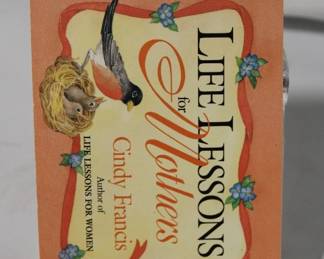 LIFE LESSONS
for
Mothers
Cindy Francis
Author of
LIFE LESSONS FOR WOMEN